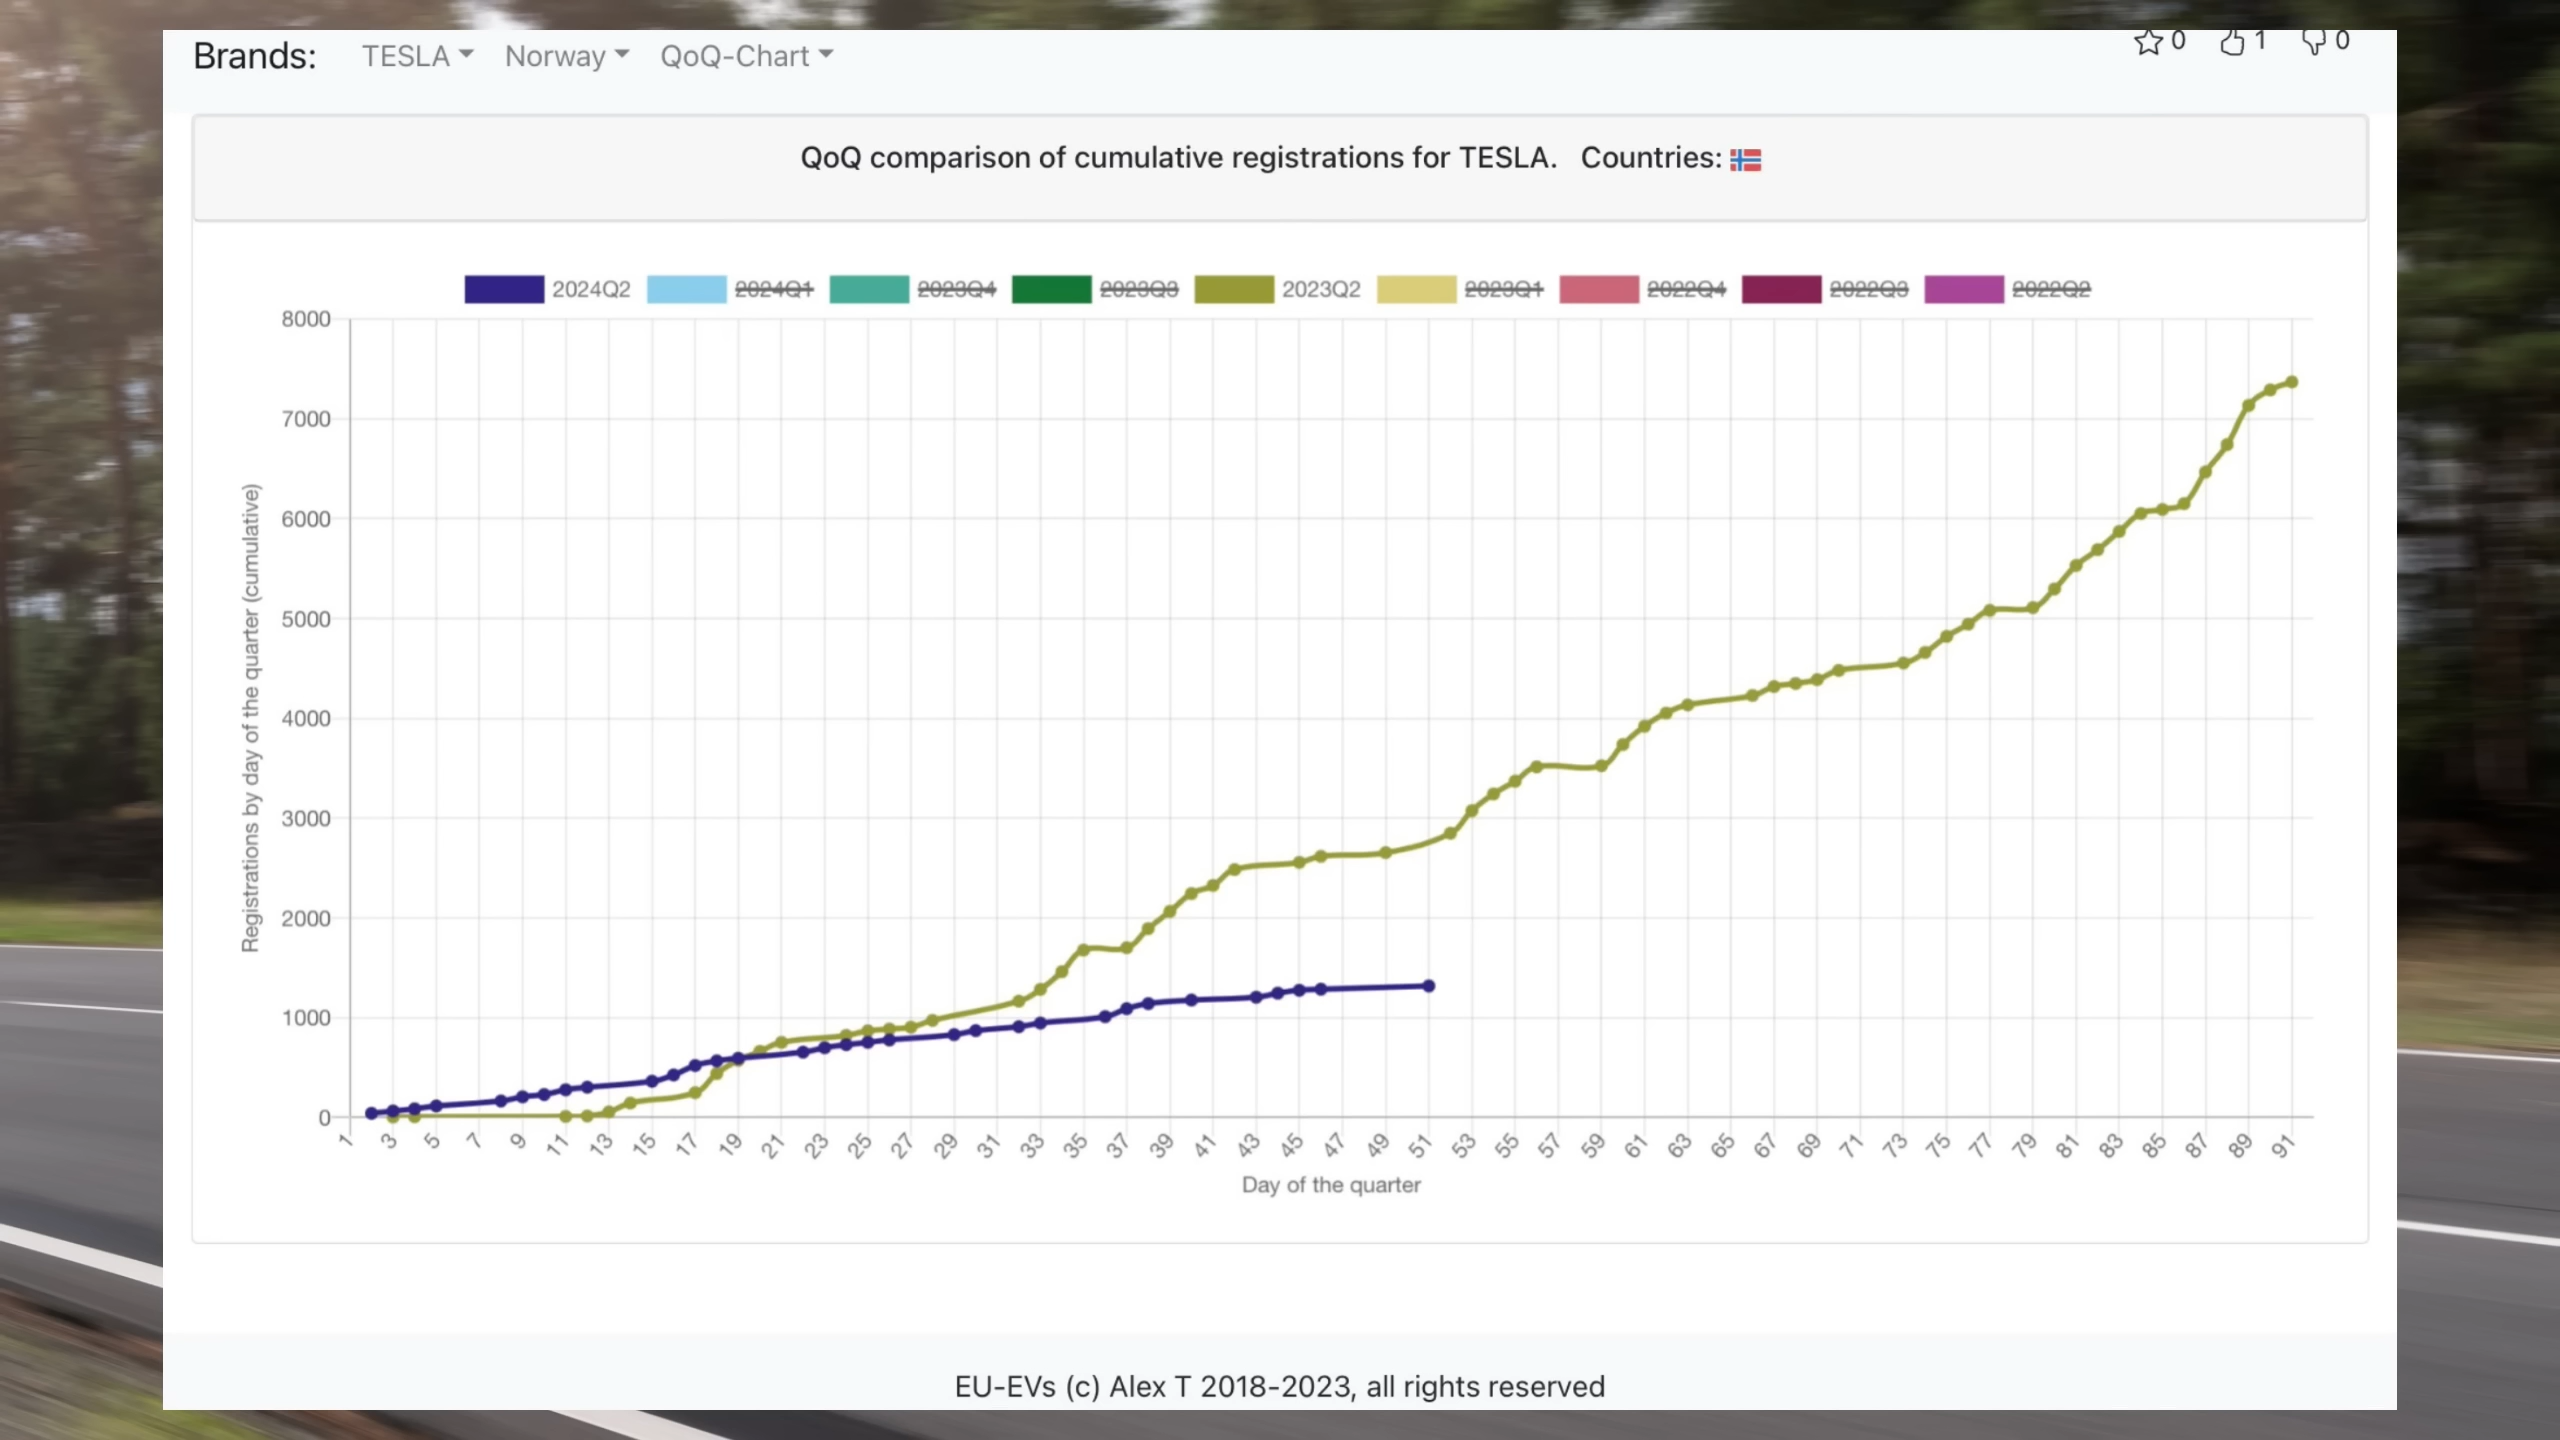 Brands: TESLA Norway QoQ-Chart 0 1 0
QoQ comparison of cumulative registrations for TESLA. Countries:
2024Q2 2024Q1 2023Q4 2023Q3 2023Q2 2023Q1 2022Q4 2022Q3 2022Q2
8000
7000
6000
5000
4000
3000
2000
1000
0
Registrations by day of the quarter (cumulative)
1 3 5 7 9 11 13 15 17 19 21 23 25 27 29 31 33 35 37 39 41 43 45 47 49 51 53 55 57 59 61 63 65 67 69 71 73 75 77 79 81 83 85 87 89 91
Day of the quarter
EU-EVs (c) Alex T 2018-2023, all rights reserved